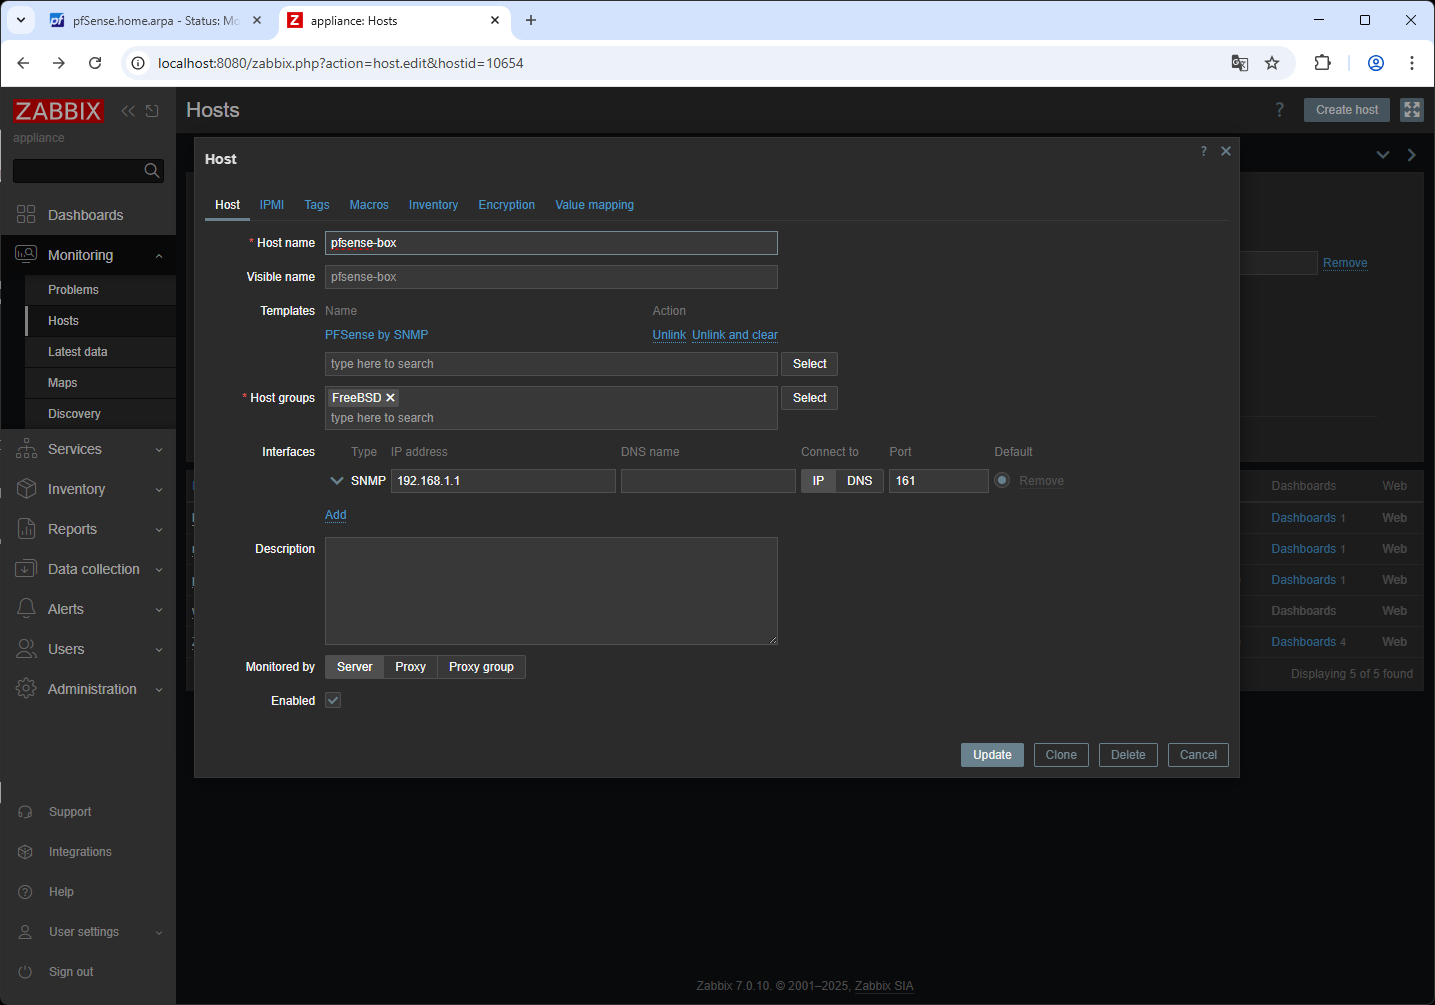 pfSense.home.arpa - Status: Mo
appliance: Hosts
localhost:8080/zabbix.php?action=host.edit&hostid=10654
ZABBIX
appliance
Hosts
? Create host
Dashboards
Monitoring
Problems
Hosts
Latest data
Maps
Discovery
Services
Inventory
Reports
Data collection
Alerts
Users
Administration
Support
Integrations
Help
User settings
Sign out
Host
?
Host IPMI Tags Macros Inventory Encryption Value mapping
* Host name pfsense-box
Visible name pfsense-box
Templates Name Action
PFSense by SNMP Unlink Unlink and clear
type here to search Select
* Host groups FreeBSD Select
type here to search
Interfaces Type IP address DNS name Connect to Port Default
SNMP 192.168.1.1 IP DNS 161 Remove
Add
Description
Monitored by Server Proxy Proxy group
Enabled
Update Clone Delete Cancel
Remove
Dashboards Web
Dashboards 1 Web
Dashboards 1 Web
Dashboards 1 Web
Dashboards Web
Dashboards 4 Web
Displaying 5 of 5 found
Zabbix 7.0.10. © 2001–2025, Zabbix SIA